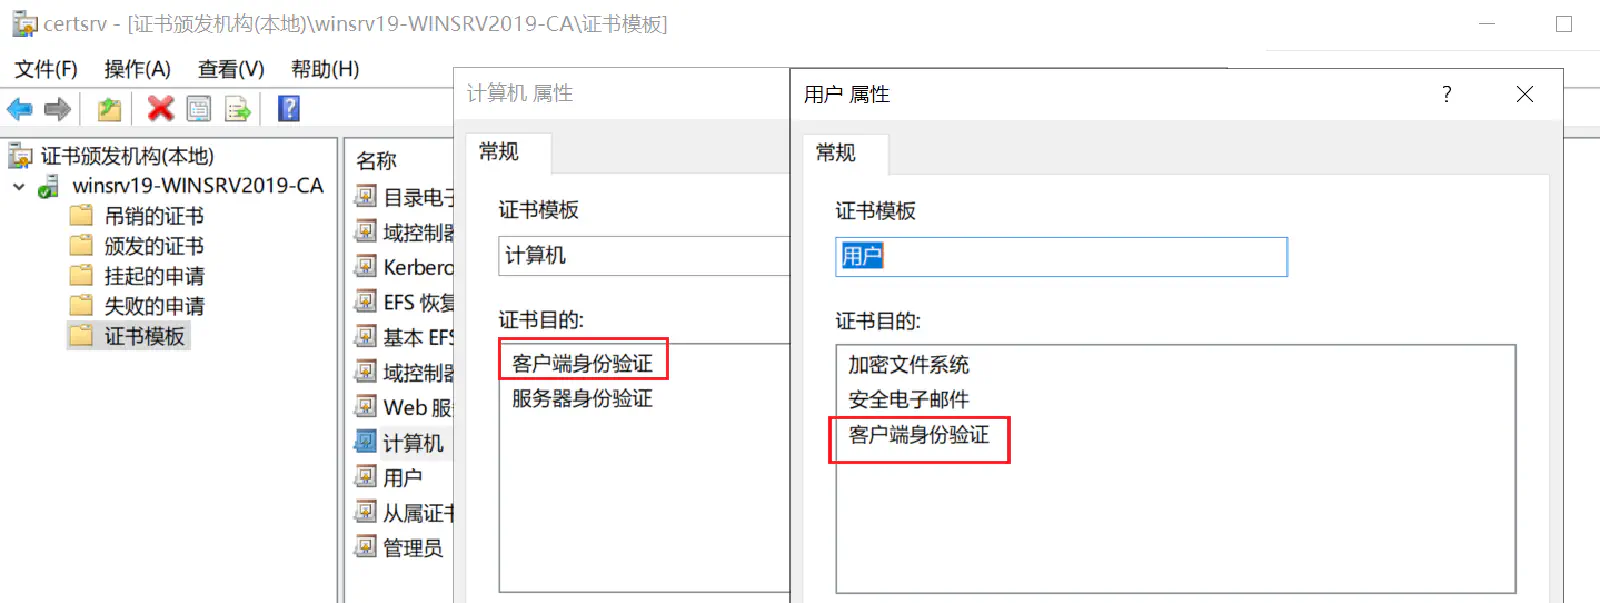 certsrv - [证书颁发机构(本地)\winsrv19-WINSRV2019-CA\证书模板]
文件(F) 操作(A) 查看(V) 帮助(H)
证书颁发机构(本地)
winsrv19-WINSRV2019-CA
吊销的证书
颁发的证书
挂起的申请
失败的申请
证书模板
名称
目录电子
域控制器
Kerbero
EFS 恢复
基本 EFS
域控制器
Web 服务
计算机
用户
从属证书
管理员
计算机 属性
常规
证书模板
计算机
证书目的:
客户端身份验证
服务器身份验证
用户 属性
?
常规
证书模板
用户
证书目的:
加密文件系统
安全电子邮件
客户端身份验证